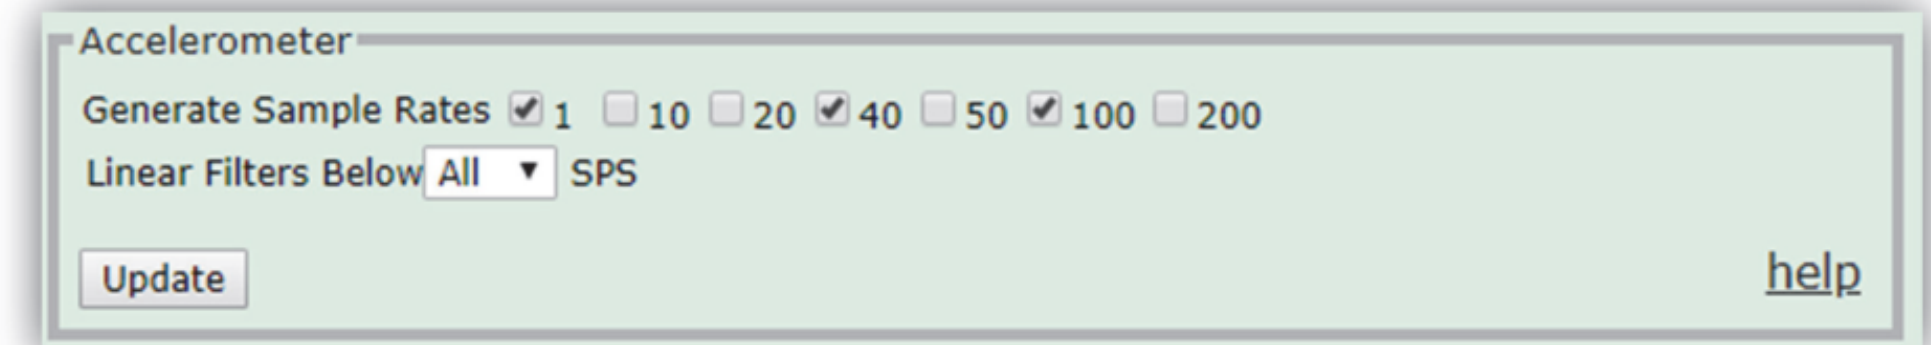 Accelerometer
Generate Sample Rates 1 10 20 40 50 100 200
Linear Filters Below All SPS
Update help